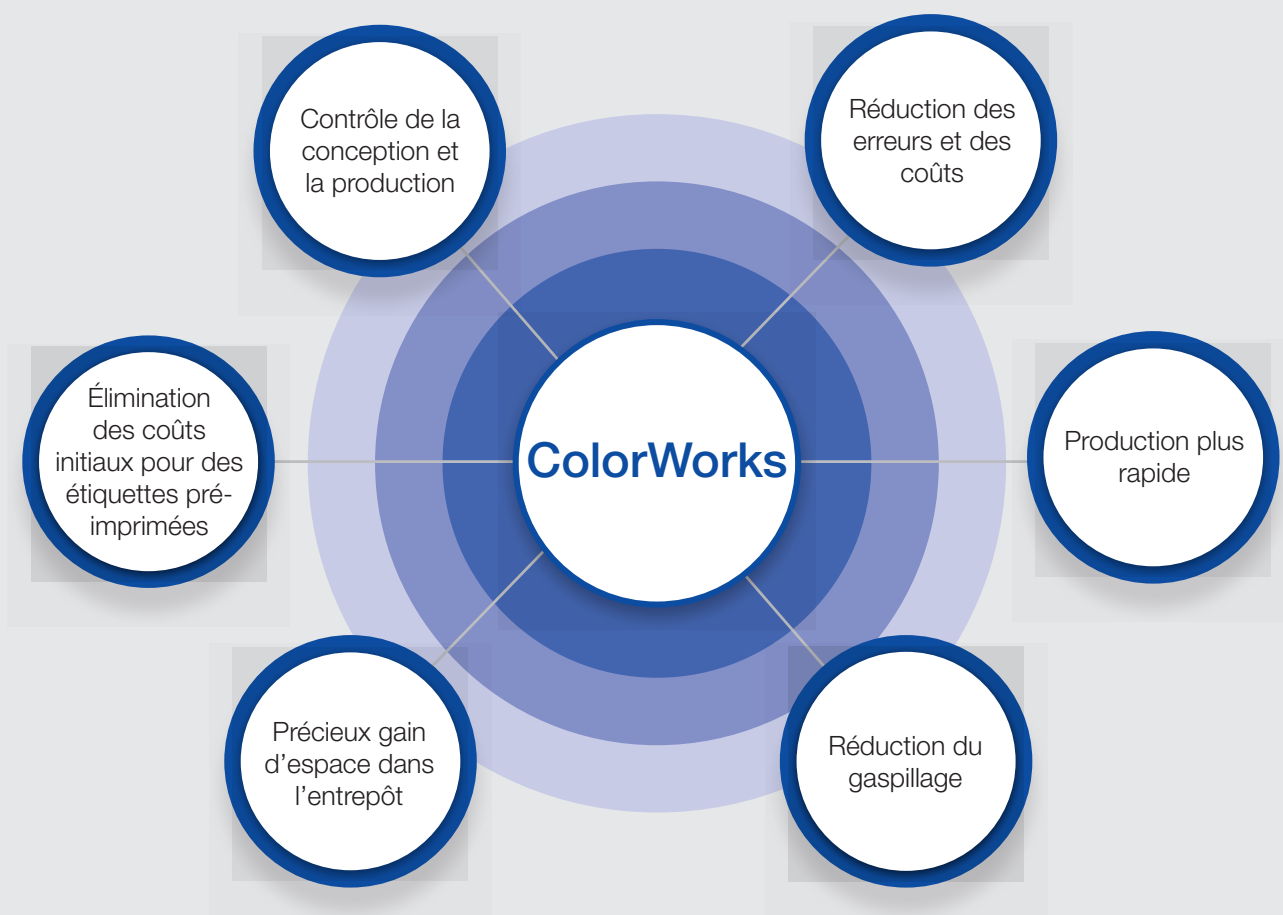 Contrôle de la
conception et
la production
Réduction des
erreurs et des
coûts
Élimination
des coûts
initiaux pour des
étiquettes pré-
imprimées
ColorWorks
Production plus
rapide
Précieux gain
d’espace dans
l’entrepôt
Réduction du
gaspillage